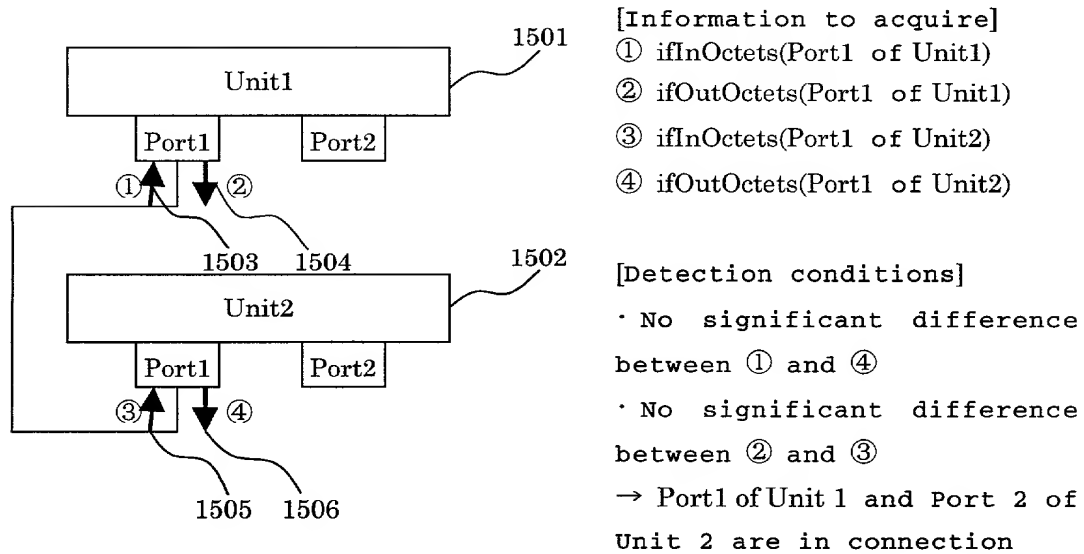 1501
Unit1
Port1
Port2
①
②
1503
1504
1502
Unit2
Port1
Port2
③
④
1505
1506
[Information to acquire]
① ifInOctets(Port1 of Unit1)
② ifOutOctets(Port1 of Unit1)
③ ifInOctets(Port1 of Unit2)
④ ifOutOctets(Port1 of Unit2)
[Detection conditions]
・No significant difference
between ① and ④
・No significant difference
between ② and ③
→ Port1 of Unit 1 and Port 2 of
Unit 2 are in connection